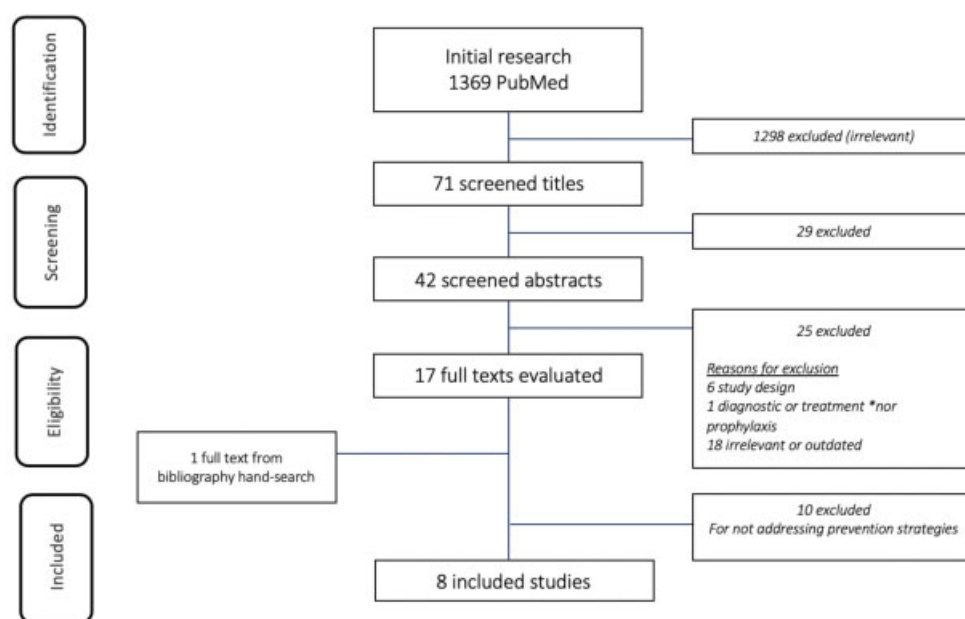 Identification
Initial research
1369 PubMed
1298 excluded (irrelevant)
71 screened titles
Screening
29 excluded
42 screened abstracts
25 excluded
Reasons for exclusion
6 study design
1 diagnostic or treatment *nor
prophylaxis
18 irrelevant or outdated
Eligibility
17 full texts evaluated
1 full text from
bibliography hand-search
10 excluded
For not addressing prevention strategies
Included
8 included studies